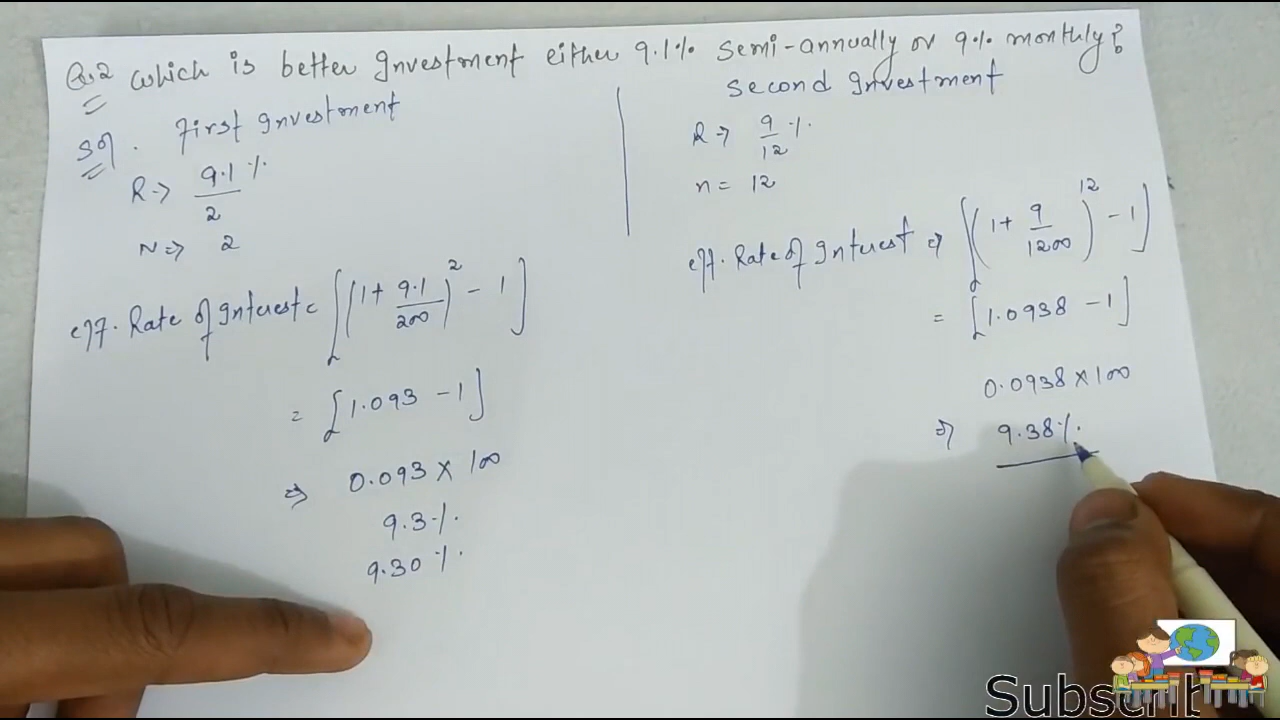 Q.2 which is better Investment either 9.1% semi-annually or 9% monthly?
Sol. First Investment
R → 9.1% / 2
N ⇒ 2
eff. Rate of Interest = [(1 + 9.1/200)^2 - 1]
= [1.093 - 1]
⇒ 0.093 × 100
9.3%.
9.30%.
Second Investment
R → 9/12 %.
n = 12
eff. Rate of Interest ⇒ [(1 + 9/1200)^12 - 1]
= [1.0938 - 1]
0.0938 × 100
⇒ 9.38%.
Subscrib